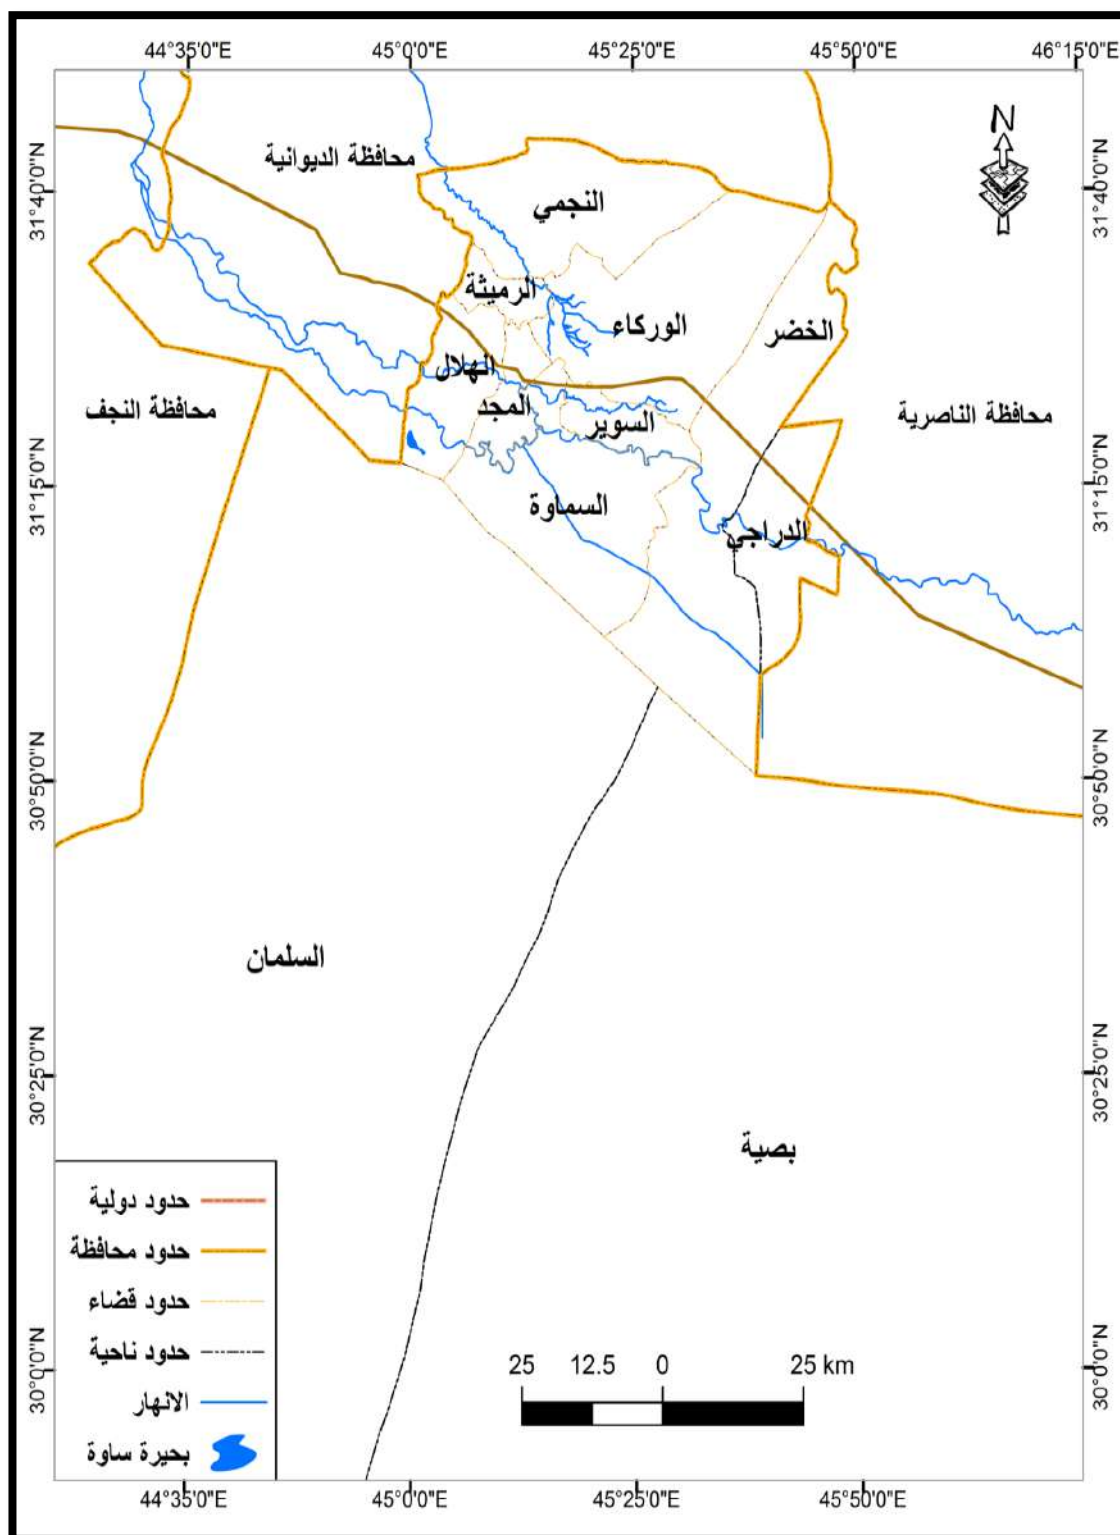 44°35'0"E
45°0'0"E
45°25'0"E
45°50'0"E
46°15'0"E
N
محافظة الديوانية
31°40'0"N
31°40'0"N
النجمي
الرميثة
الوركاء
الخضر
الهلال
محافظة النجف
المجد
السوير
محافظة الناصرية
31°15'0"N
31°15'0"N
السماوة
الدراجي
30°50'0"N
30°50'0"N
السلمان
30°25'0"N
30°25'0"N
بصية
حدود دولية
حدود محافظة
حدود قضاء
حدود ناحية
الانهار
بحيرة ساوة
30°0'0"N
30°0'0"N
25 12.5 0 25 km
44°35'0"E
45°0'0"E
45°25'0"E
45°50'0"E